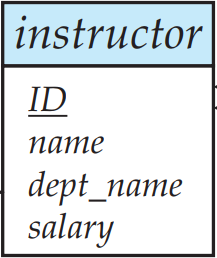 instructor
ID
name
dept_name
salary